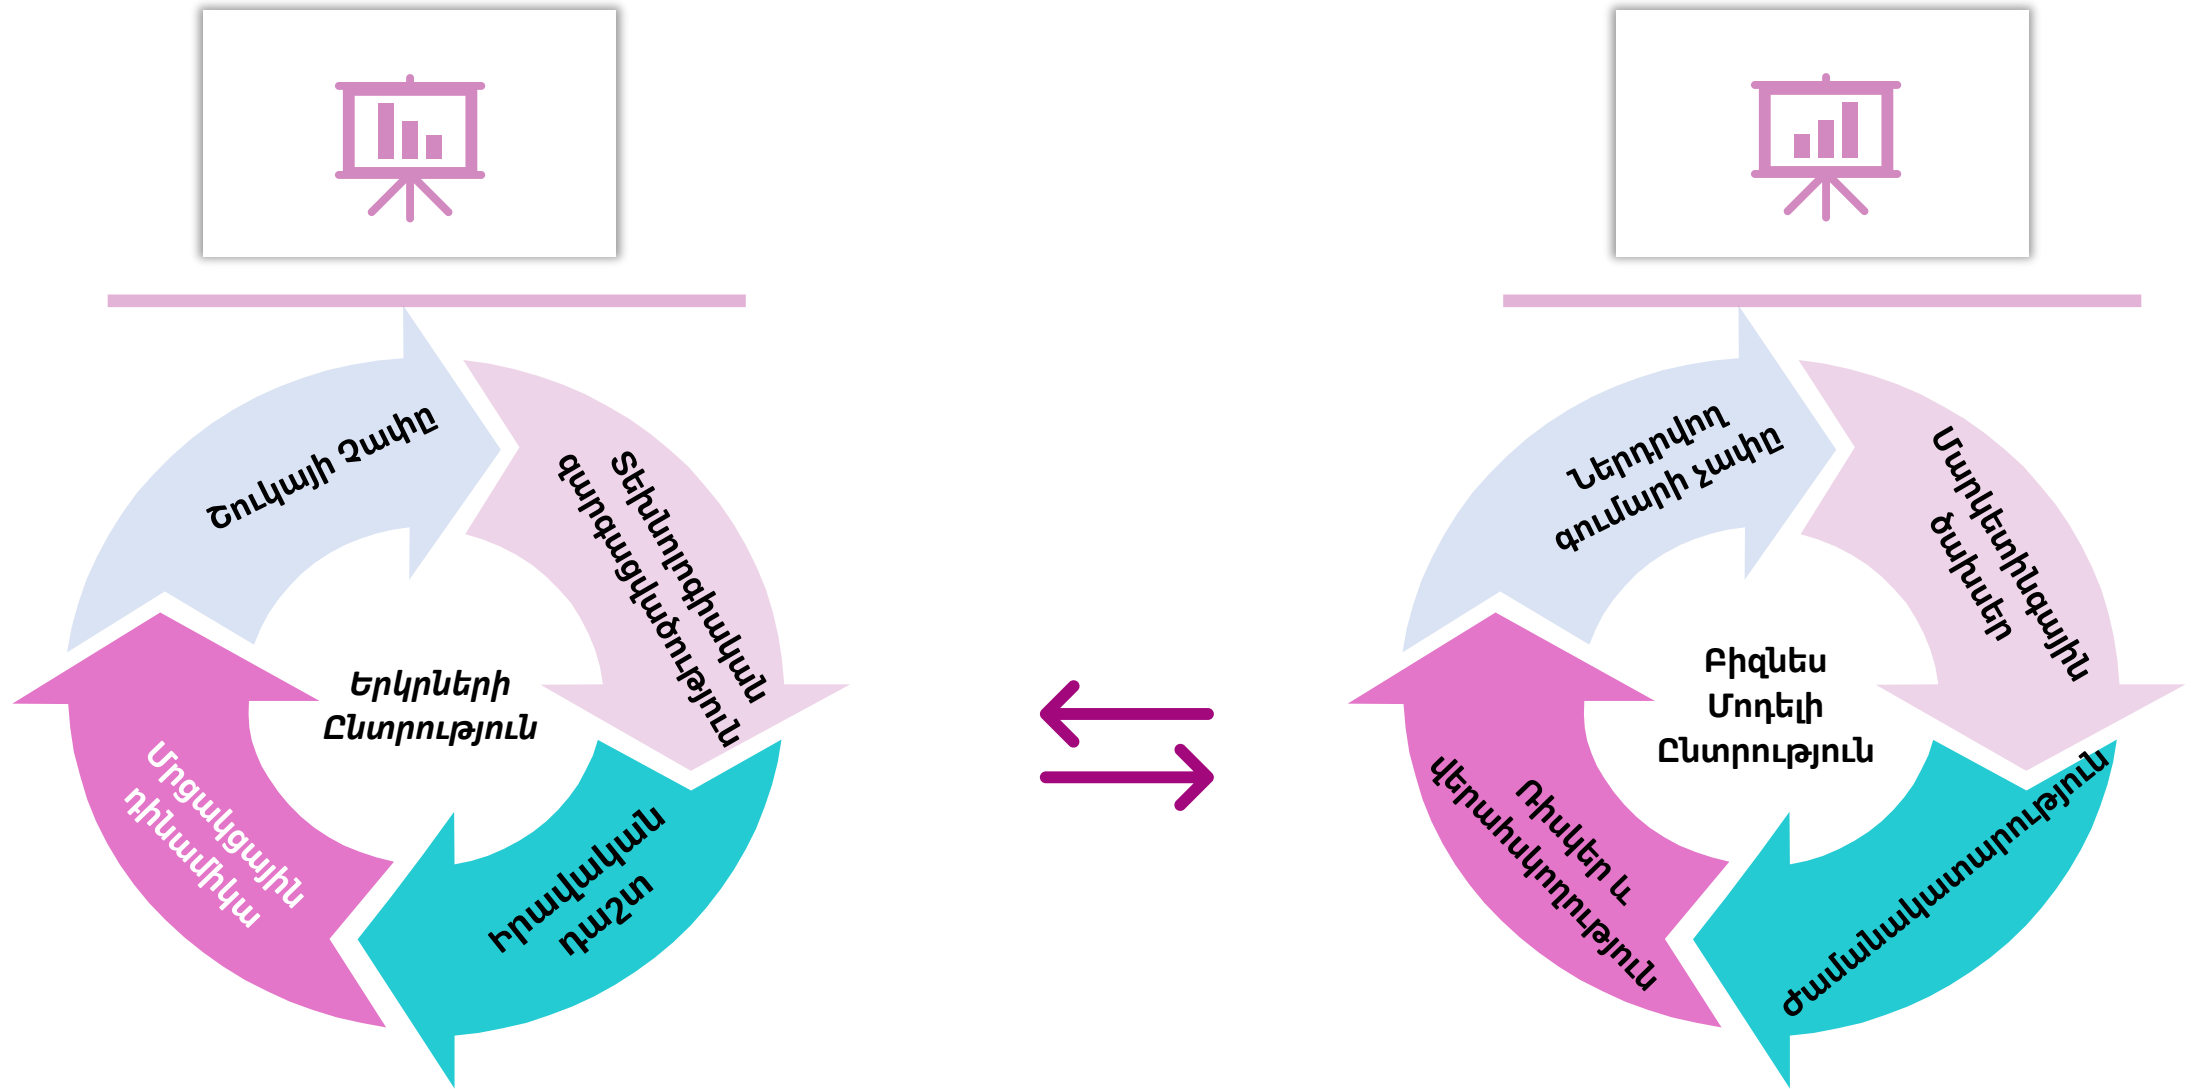 Շուկայի Չափը
Տեխնոլոգիական
զարգացվածություն
Իրավական
դաշտ
Մրցակցային
դինամիկա
Երկրների
Ընտրություն
Ներդրվող
գումարի չափը
Մարկետինգային
ծախսեր
Ժամանակատարություն
Ռիսկեր և
վերահսկողություն
Բիզնես
Մոդելի
Ընտրություն